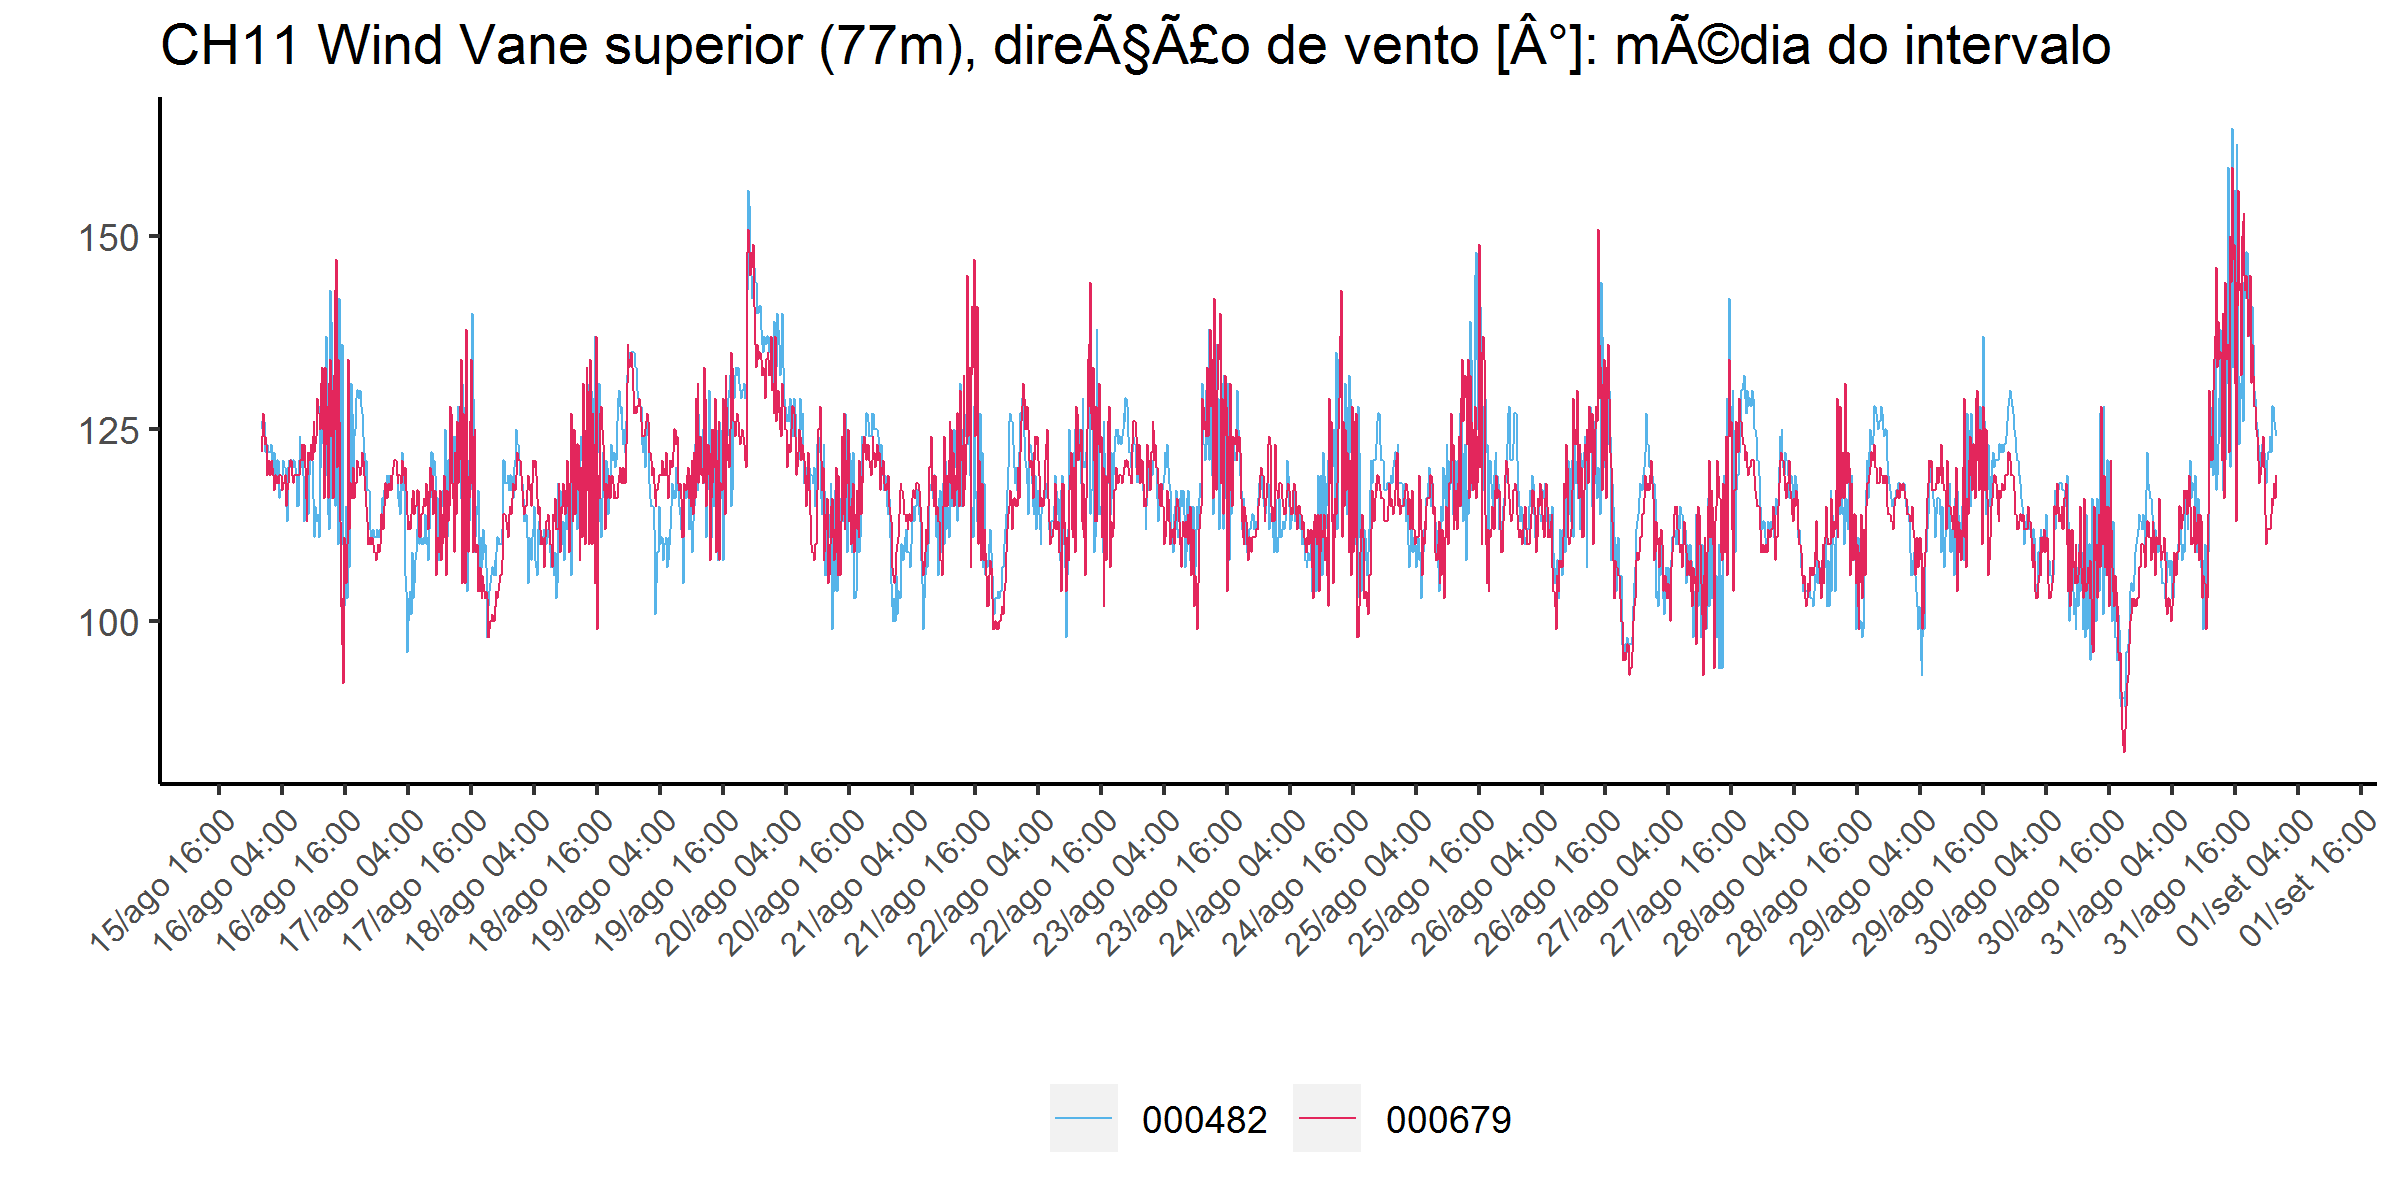 CH11 Wind Vane superior (77m), direÃ§Ã£o de vento [Â°]: mÃ©dia do intervalo
150
125
100
15/ago 16:00
16/ago 04:00
16/ago 16:00
17/ago 04:00
17/ago 16:00
18/ago 04:00
18/ago 16:00
19/ago 04:00
19/ago 16:00
20/ago 04:00
20/ago 16:00
21/ago 04:00
21/ago 16:00
22/ago 04:00
22/ago 16:00
23/ago 04:00
23/ago 16:00
24/ago 04:00
24/ago 16:00
25/ago 04:00
25/ago 16:00
26/ago 04:00
26/ago 16:00
27/ago 04:00
27/ago 16:00
28/ago 04:00
28/ago 16:00
29/ago 04:00
29/ago 16:00
30/ago 04:00
30/ago 16:00
31/ago 04:00
31/ago 16:00
01/set 04:00
01/set 16:00
000482
000679